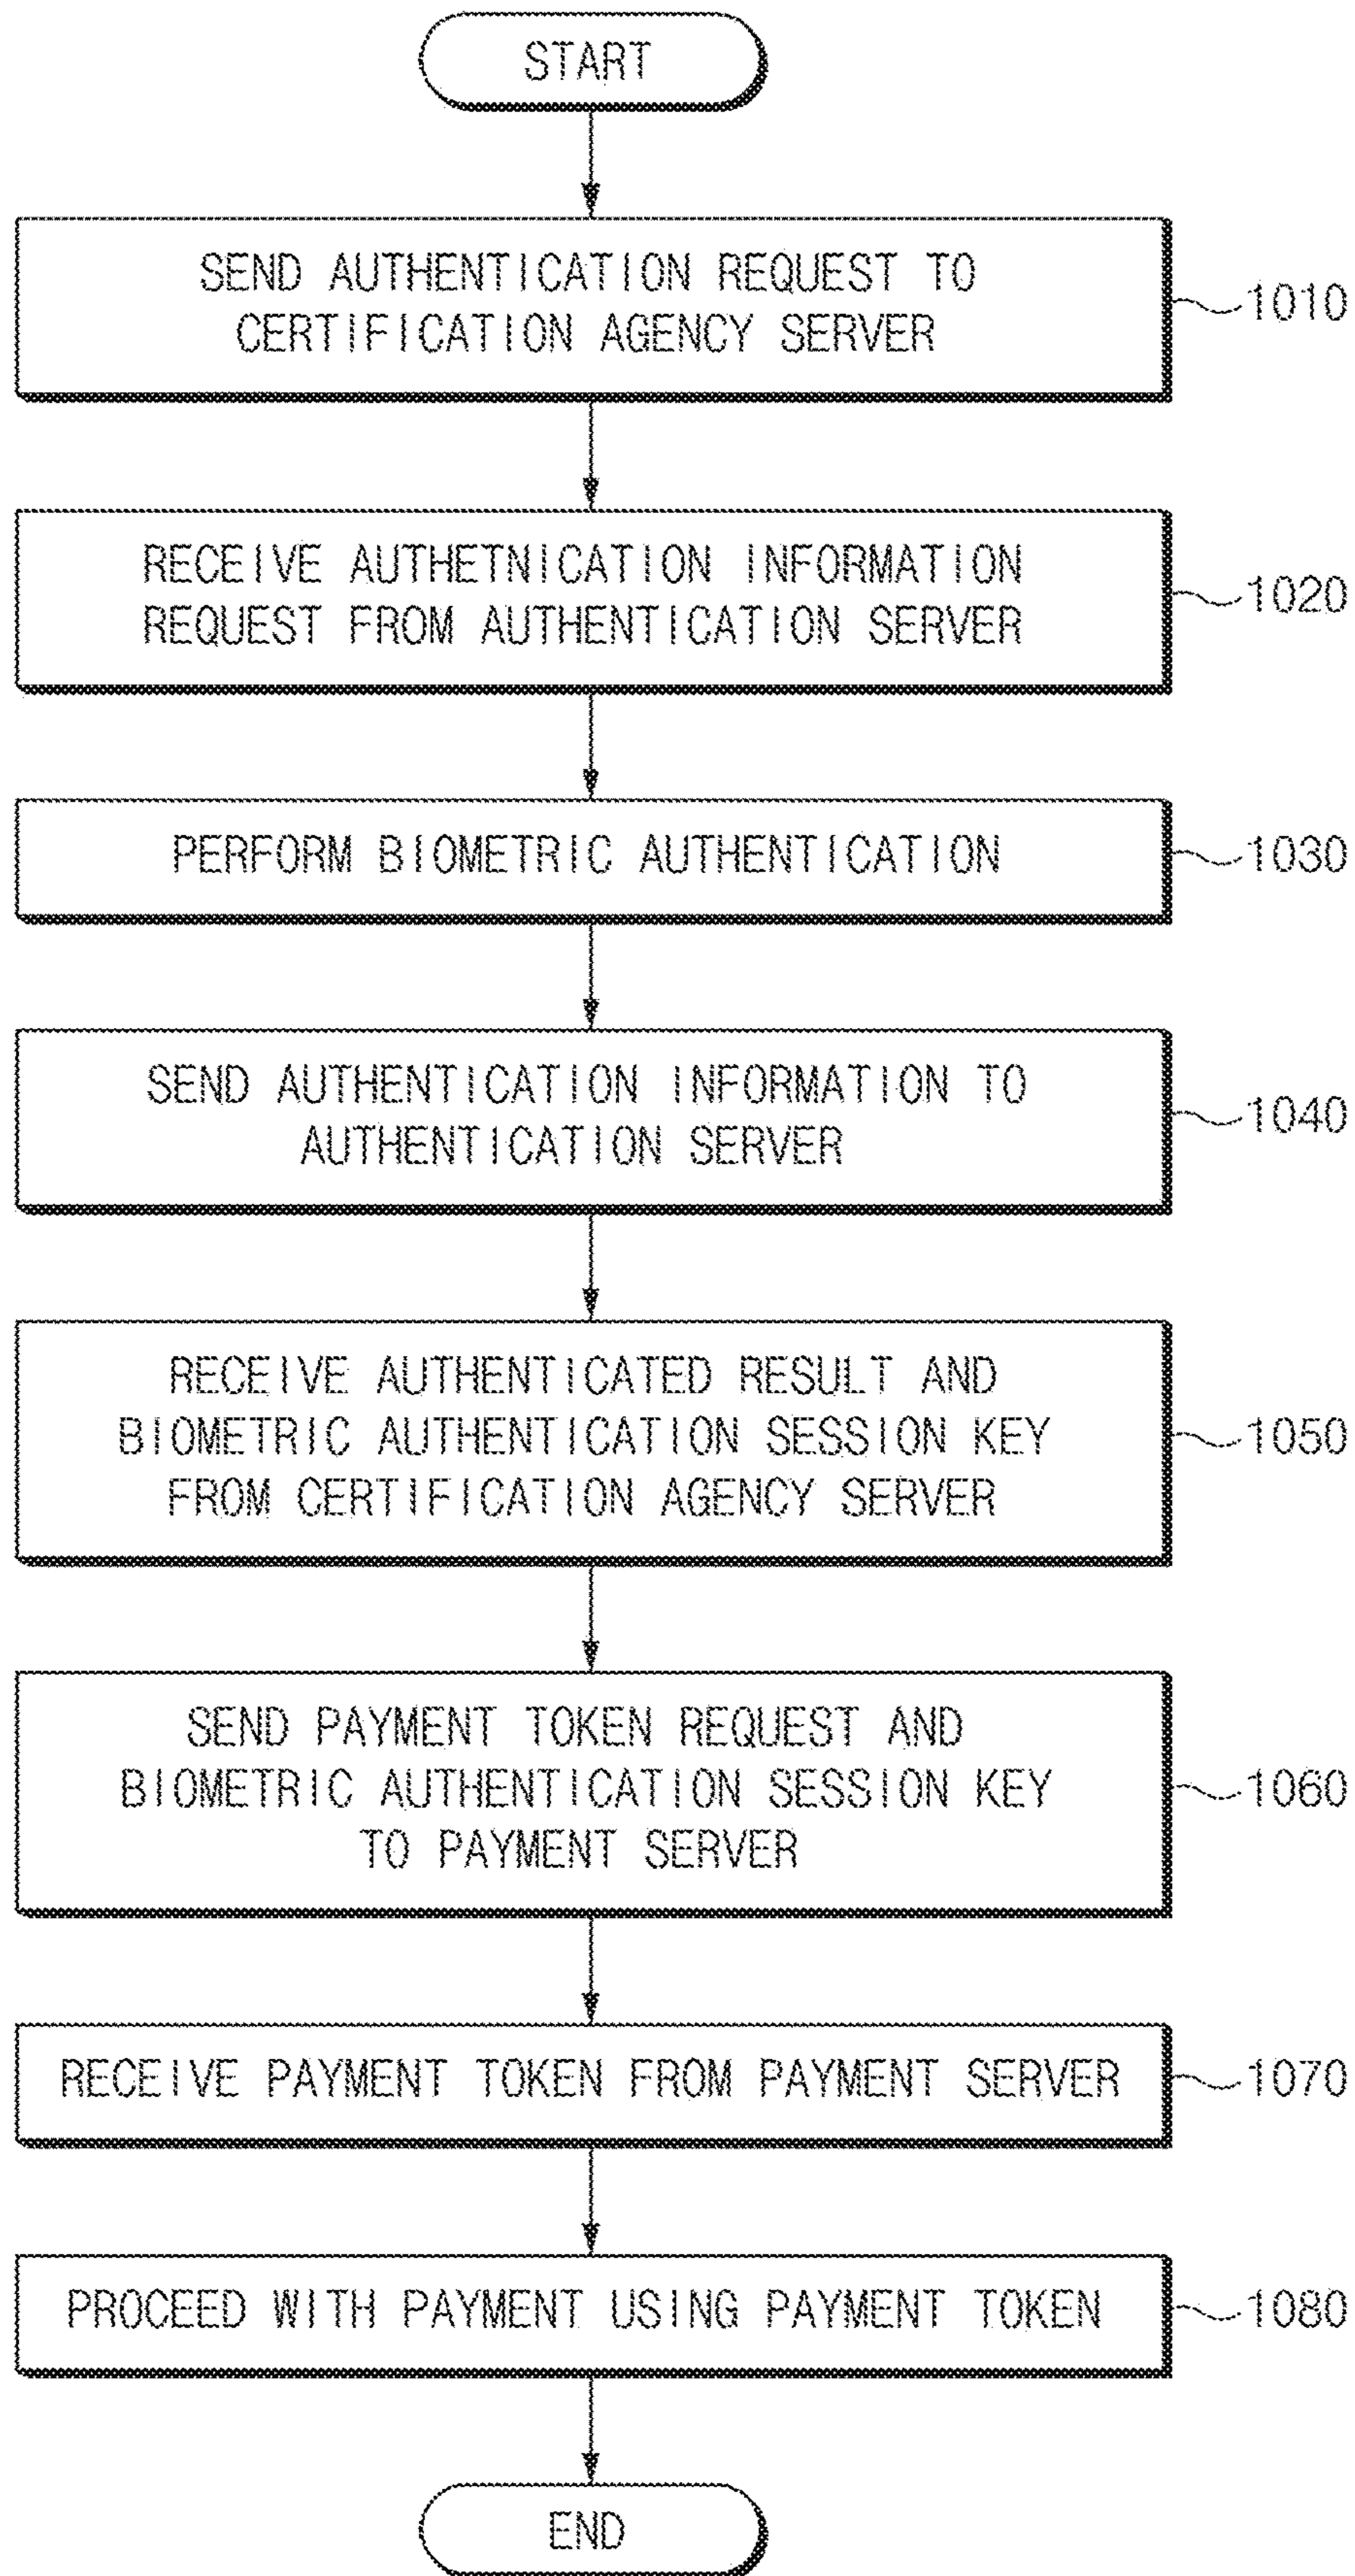 START
SEND AUTHENTICATION REQUEST TO
CERTIFICATION AGENCY SERVER
1010
RECEIVE AUTHETNICATION INFORMATION
REQUEST FROM AUTHENTICATION SERVER
1020
PERFORM BIOMETRIC AUTHENTICATION
1030
SEND AUTHENTICATION INFORMATION TO
AUTHENTICATION SERVER
1040
RECEIVE AUTHENTICATED RESULT AND
BIOMETRIC AUTHENTICATION SESSION KEY
FROM CERTIFICATION AGENCY SERVER
1050
SEND PAYMENT TOKEN REQUEST AND
BIOMETRIC AUTHENTICATION SESSION KEY
TO PAYMENT SERVER
1060
RECEIVE PAYMENT TOKEN FROM PAYMENT SERVER
1070
PROCEED WITH PAYMENT USING PAYMENT TOKEN
1080
END